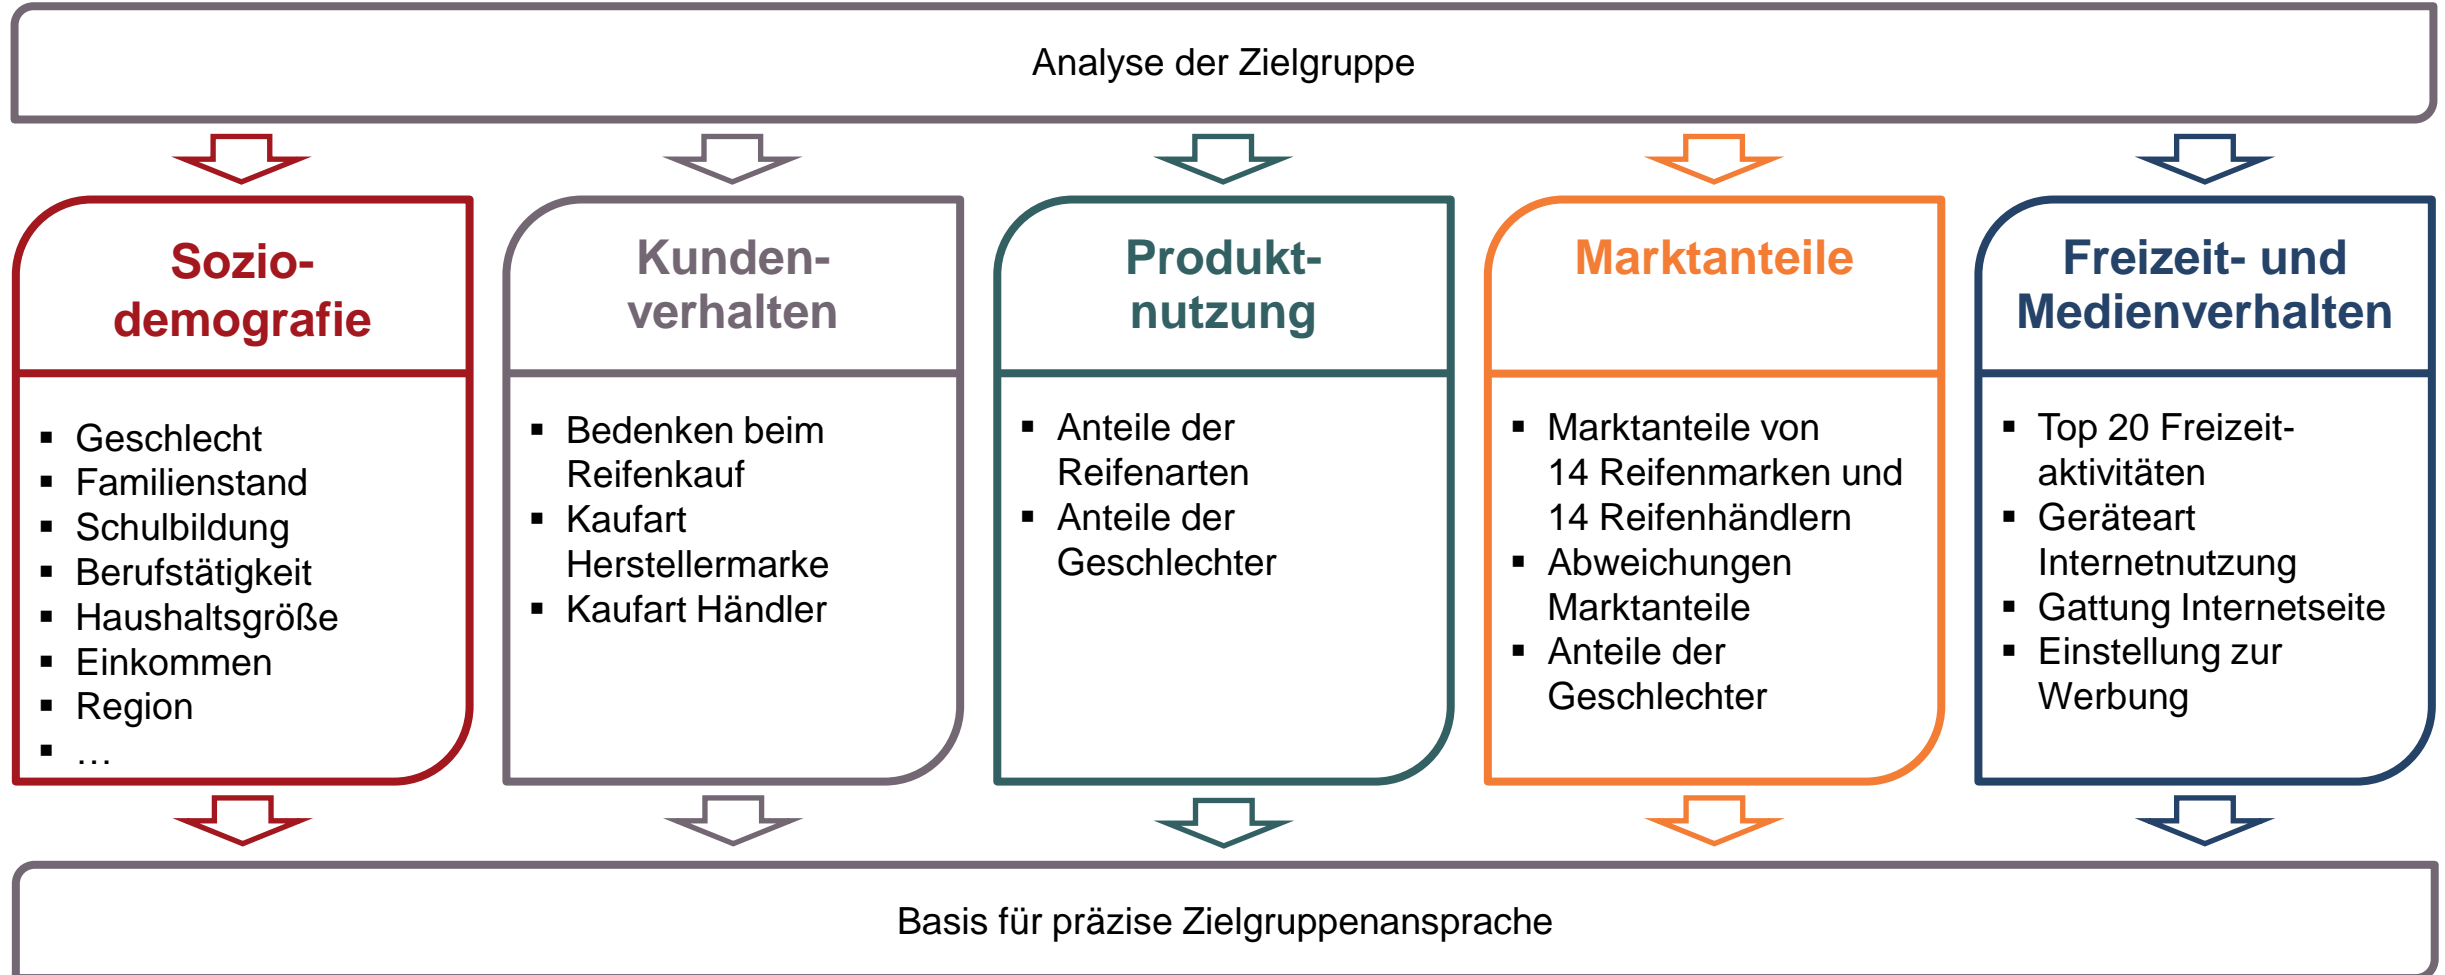 Analyse der Zielgruppe
Sozio-
demografie
▪ Geschlecht
▪ Familienstand
▪ Schulbildung
▪ Berufstätigkeit
▪ Haushaltsgröße
▪ Einkommen
▪ Region
▪ …
Kunden-
verhalten
▪ Bedenken beim
Reifenkauf
▪ Kaufart
Herstellermarke
▪ Kaufart Händler
Produkt-
nutzung
▪ Anteile der
Reifenarten
▪ Anteile der
Geschlechter
Marktanteile
▪ Marktanteile von
14 Reifenmarken und
14 Reifenhändlern
▪ Abweichungen
Marktanteile
▪ Anteile der
Geschlechter
Freizeit- und
Medienverhalten
▪ Top 20 Freizeit-
aktivitäten
▪ Geräteart
Internetnutzung
▪ Gattung Internetseite
▪ Einstellung zur
Werbung
Basis für präzise Zielgruppenansprache